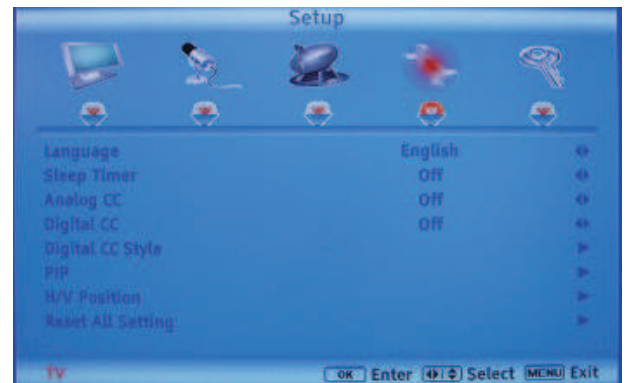 Setup
Language English
Sleep Timer Off
Analog CC Off
Digital CC Off
Digital CC Style
PIP
H/V Position
Reset All Setting
TV OK Enter Select MENU Exit